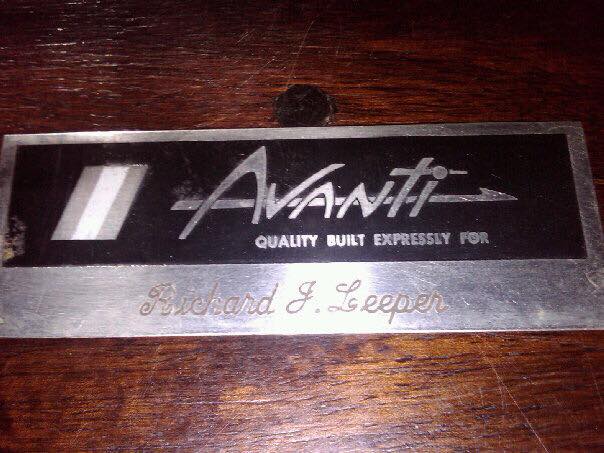 Avanti
QUALITY BUILT EXPRESSLY FOR
Richard J. Leeper